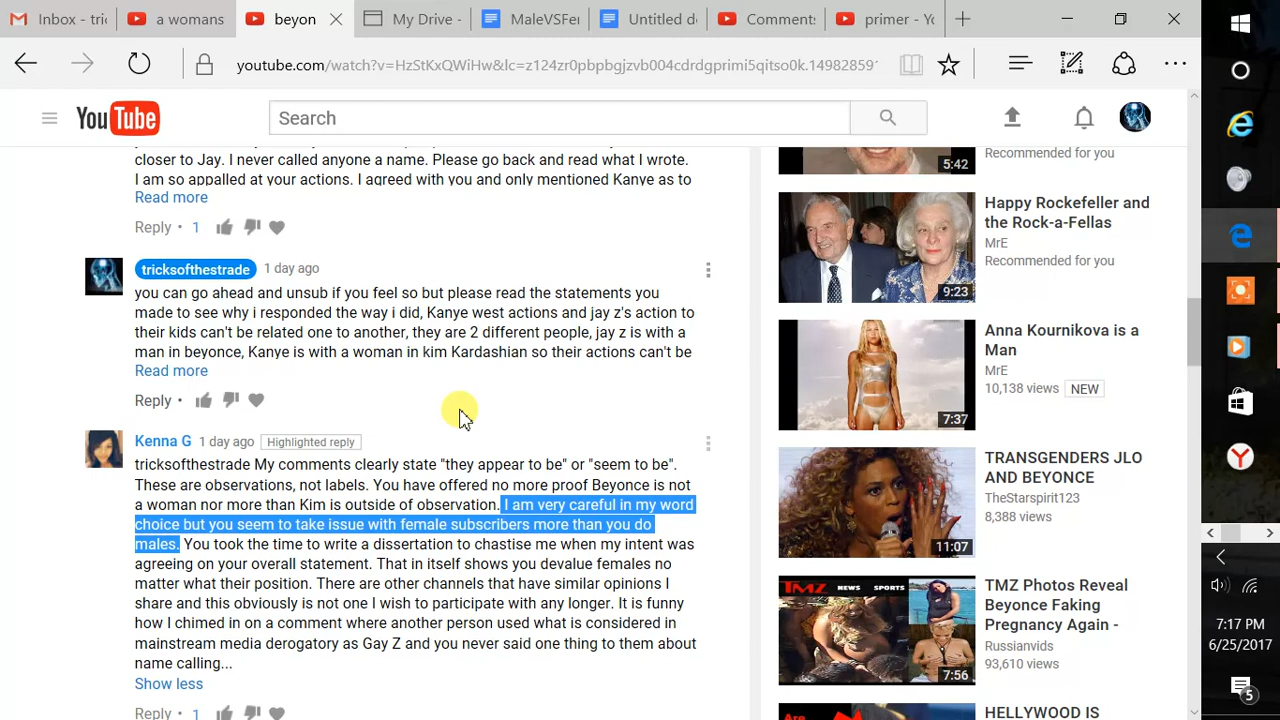 Inbox - tric
a womans
beyon
My Drive -
MaleVSFe
Untitled d
Comments
primer - Yo
youtube.com/watch?v=HzStKxQWiHw&lc=z124zr0pbpbgjzvb004cdrdgprimi5qitso0k.149828591
YouTube
Search
closer to Jay. I never called anyone a name. Please go back and read what I wrote.
I am so appalled at your actions. I agreed with you and only mentioned Kanye as to
Read more
Reply • 1
tricksofthestrade 1 day ago
you can go ahead and unsub if you feel so but please read the statements you
made to see why i responded the way i did, Kanye west actions and jay z's action to
their kids can't be related one to another, they are 2 different people, jay z is with a
man in beyonce, Kanye is with a woman in kim Kardashian so their actions can't be
Read more
Reply •
Kenna G 1 day ago Highlighted reply
tricksofthestrade My comments clearly state "they appear to be" or "seem to be".
These are observations, not labels. You have offered no more proof Beyonce is not
a woman nor more than Kim is outside of observation. I am very careful in my word
choice but you seem to take issue with female subscribers more than you do
males. You took the time to write a dissertation to chastise me when my intent was
agreeing on your overall statement. That in itself shows you devalue females no
matter what their position. There are other channels that have similar opinions I
share and this obviously is not one I wish to participate with any longer. It is funny
how I chimed in on a comment where another person used what is considered in
mainstream media derogatory as Gay Z and you never said one thing to them about
name calling...
Show less
Reply • 1
5:42
Recommended for you
9:23
Happy Rockefeller and
the Rock-a-Fellas
MrE
Recommended for you
7:37
Anna Kournikova is a
Man
MrE
10,138 views NEW
11:07
TRANSGENDERS JLO
AND BEYONCE
TheStarspirit123
8,388 views
TMZ NEWS SPORTS
7:56
TMZ Photos Reveal
Beyonce Faking
Pregnancy Again -
Russianvids
93,610 views
Are
HELLYWOOD IS
7:17 PM
6/25/2017
5